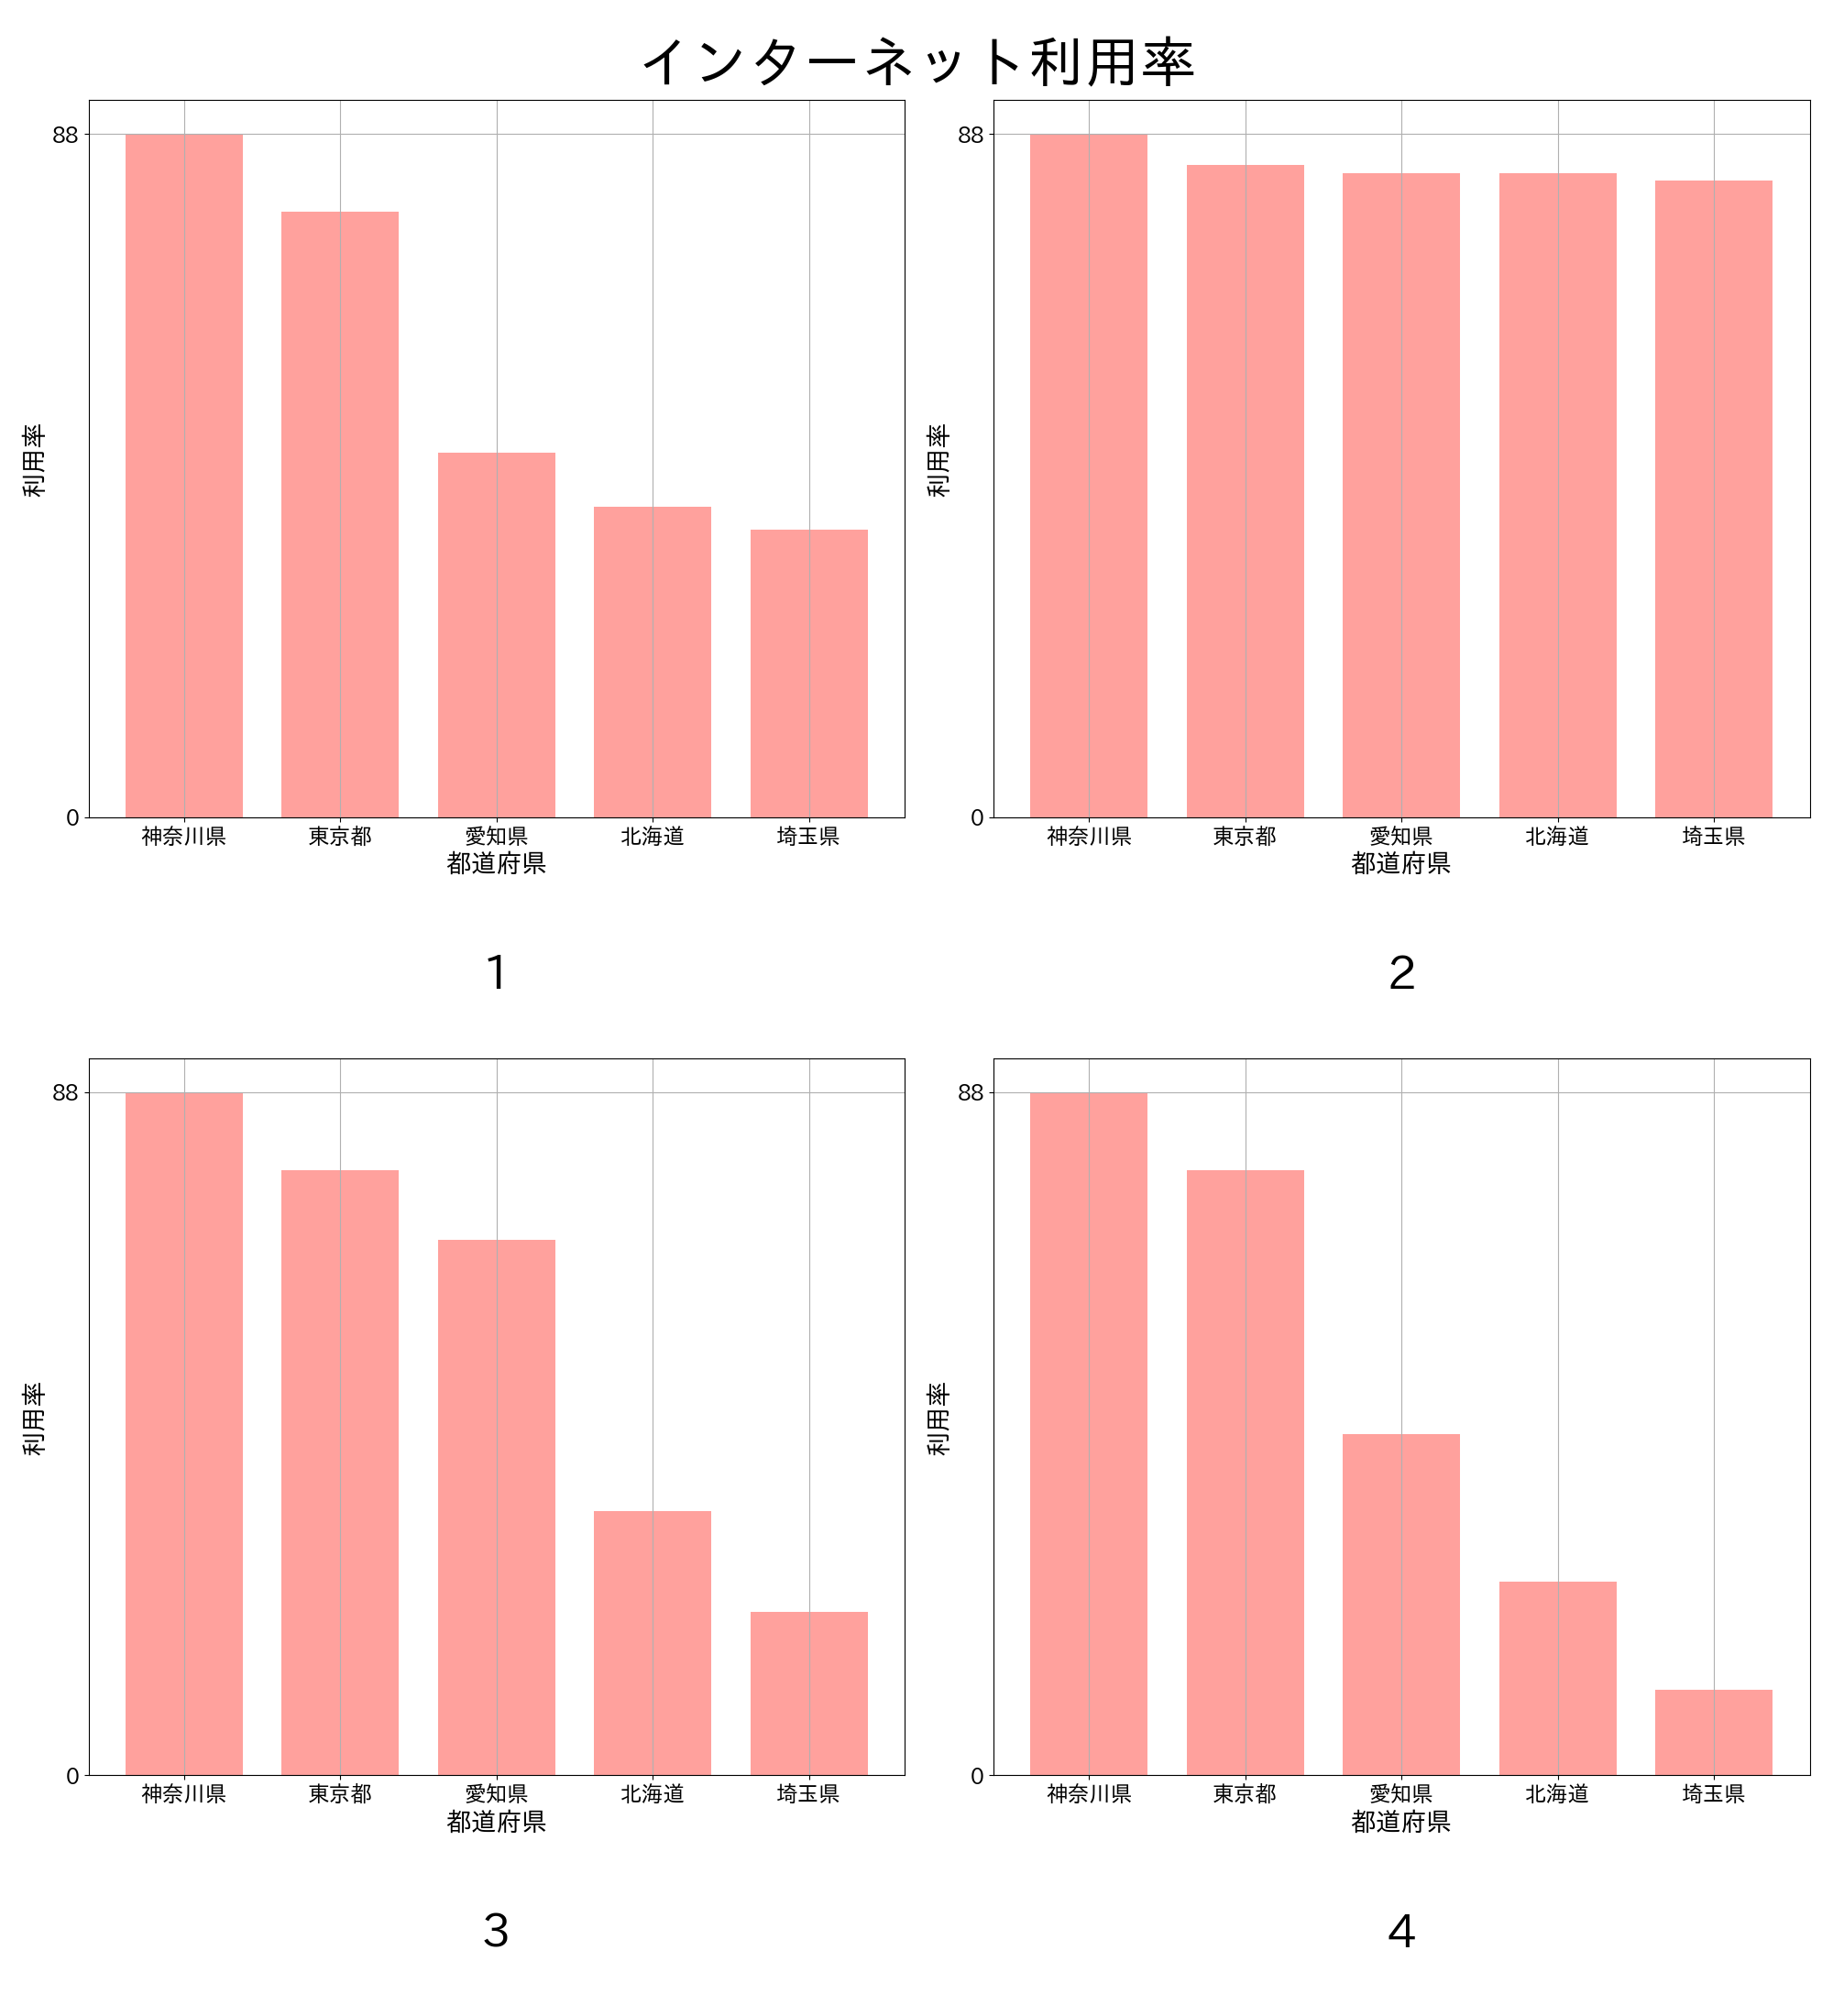 インターネット利用率
88
0
利用率
神奈川県 東京都 愛知県 北海道 埼玉県
都道府県
1
88
0
利用率
神奈川県 東京都 愛知県 北海道 埼玉県
都道府県
2
88
0
利用率
神奈川県 東京都 愛知県 北海道 埼玉県
都道府県
3
88
0
利用率
神奈川県 東京都 愛知県 北海道 埼玉県
都道府県
4